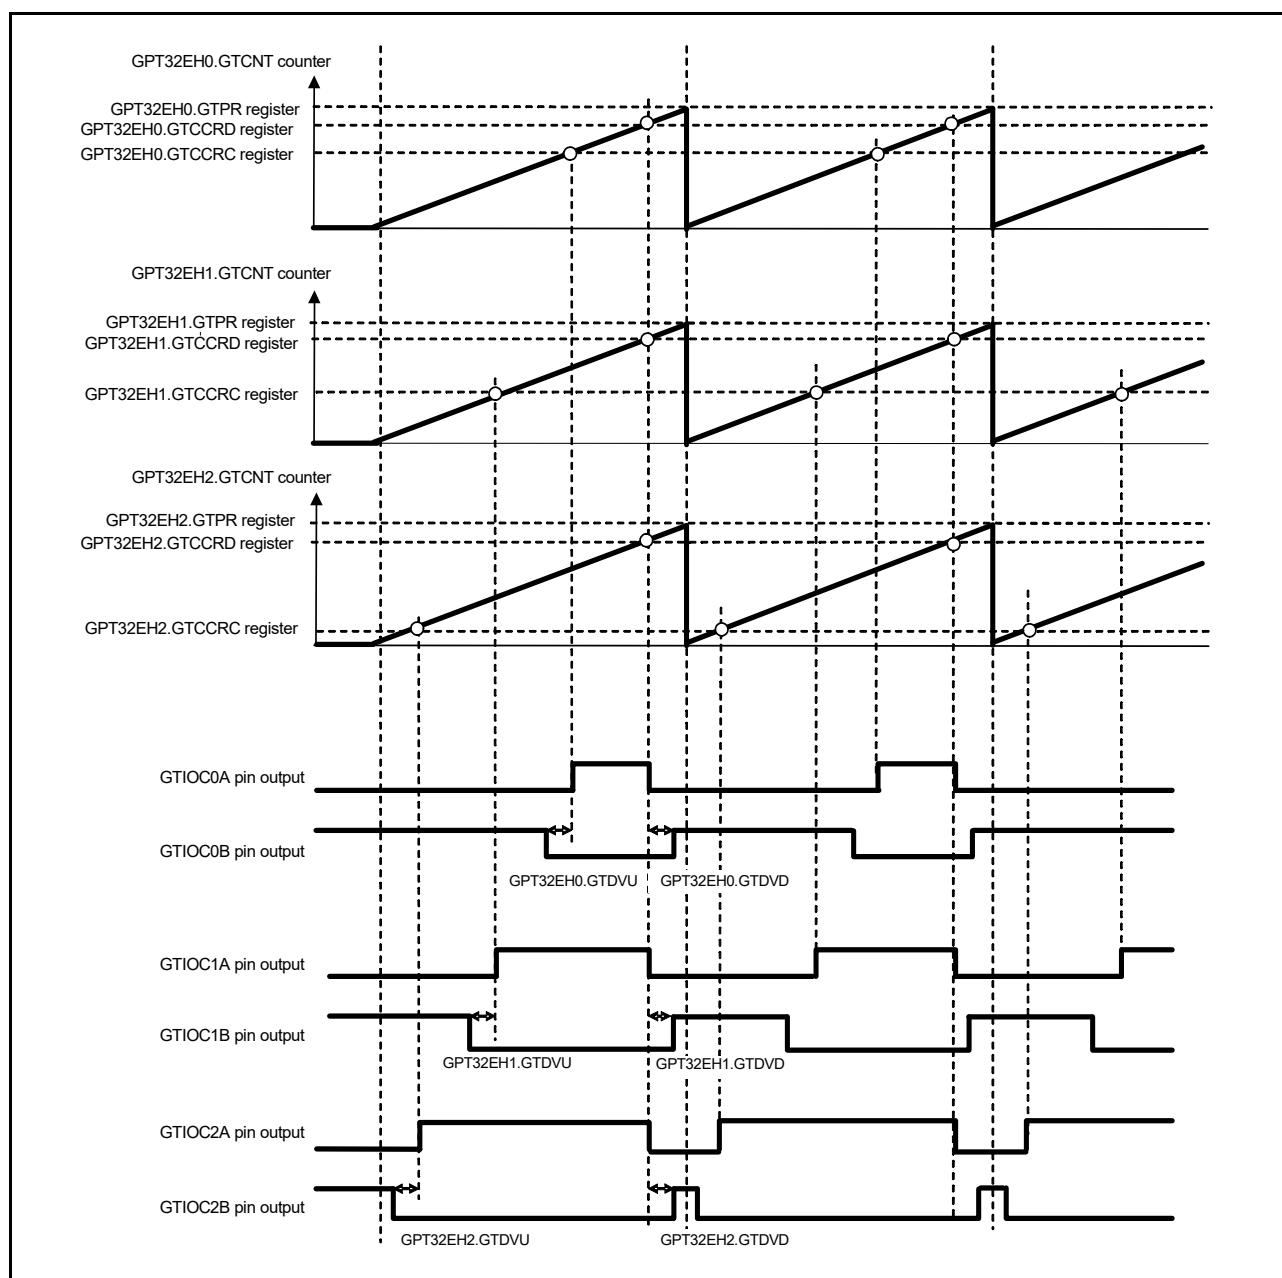 GPT32EH0.GTCNT counter
GPT32EH0.GTPR register
GPT32EH0.GTCCRD register
GPT32EH0.GTCCRC register
GPT32EH1.GTCNT counter
GPT32EH1.GTPR register
GPT32EH1.GTCCRD register
GPT32EH1.GTCCRC register
GPT32EH2.GTCNT counter
GPT32EH2.GTPR register
GPT32EH2.GTCCRD register
GPT32EH2.GTCCRC register
GTIOC0A pin output
GTIOC0B pin output
GPT32EH0.GTDVU GPT32EH0.GTDVD
GTIOC1A pin output
GTIOC1B pin output
GPT32EH1.GTDVU GPT32EH1.GTDVD
GTIOC2A pin output
GTIOC2B pin output
GPT32EH2.GTDVU GPT32EH2.GTDVD